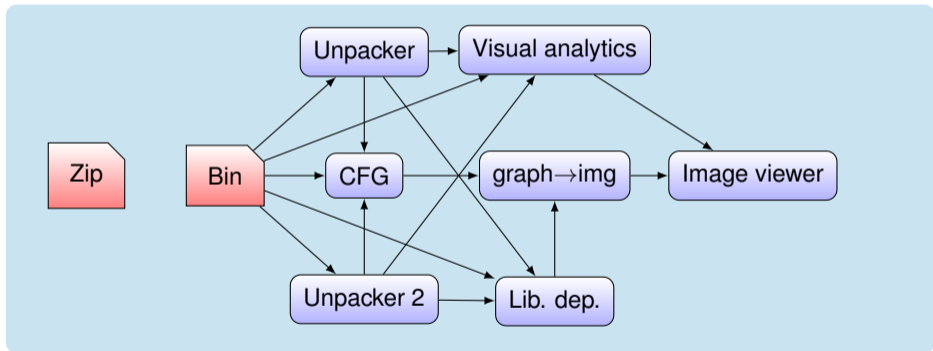 Unpacker
Visual analytics
Zip
Bin
CFG
graph→img
Image viewer
Unpacker 2
Lib. dep.